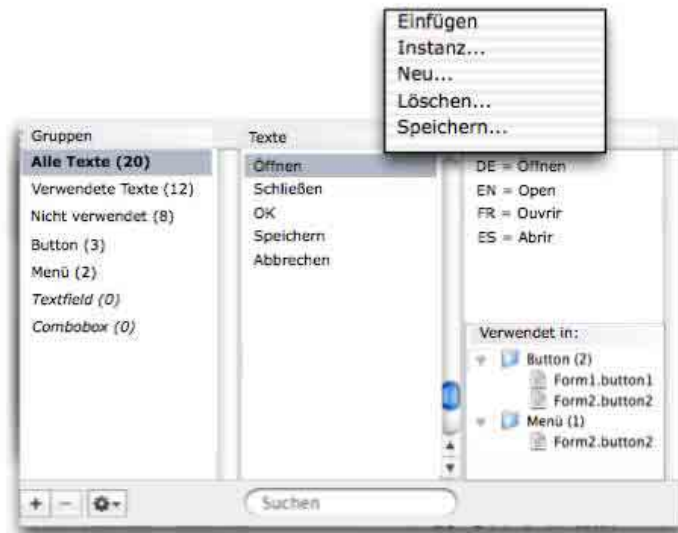 Einfügen
Instanz...
Neu...
Löschen...
Speichern...
Gruppen
Alle Texte (20)
Verwendete Texte (12)
Nicht verwendet (8)
Button (3)
Menü (2)
Textfield (0)
Combobox (0)
Texte
Öffnen
Schließen
OK
Speichern
Abbrechen
DE = Öffnen
EN = Open
FR = Ouvrir
ES = Abrir
Verwendet in:
Button (2)
Form1.button1
Form2.button2
Menü (1)
Form2.button2
+ –
Suchen